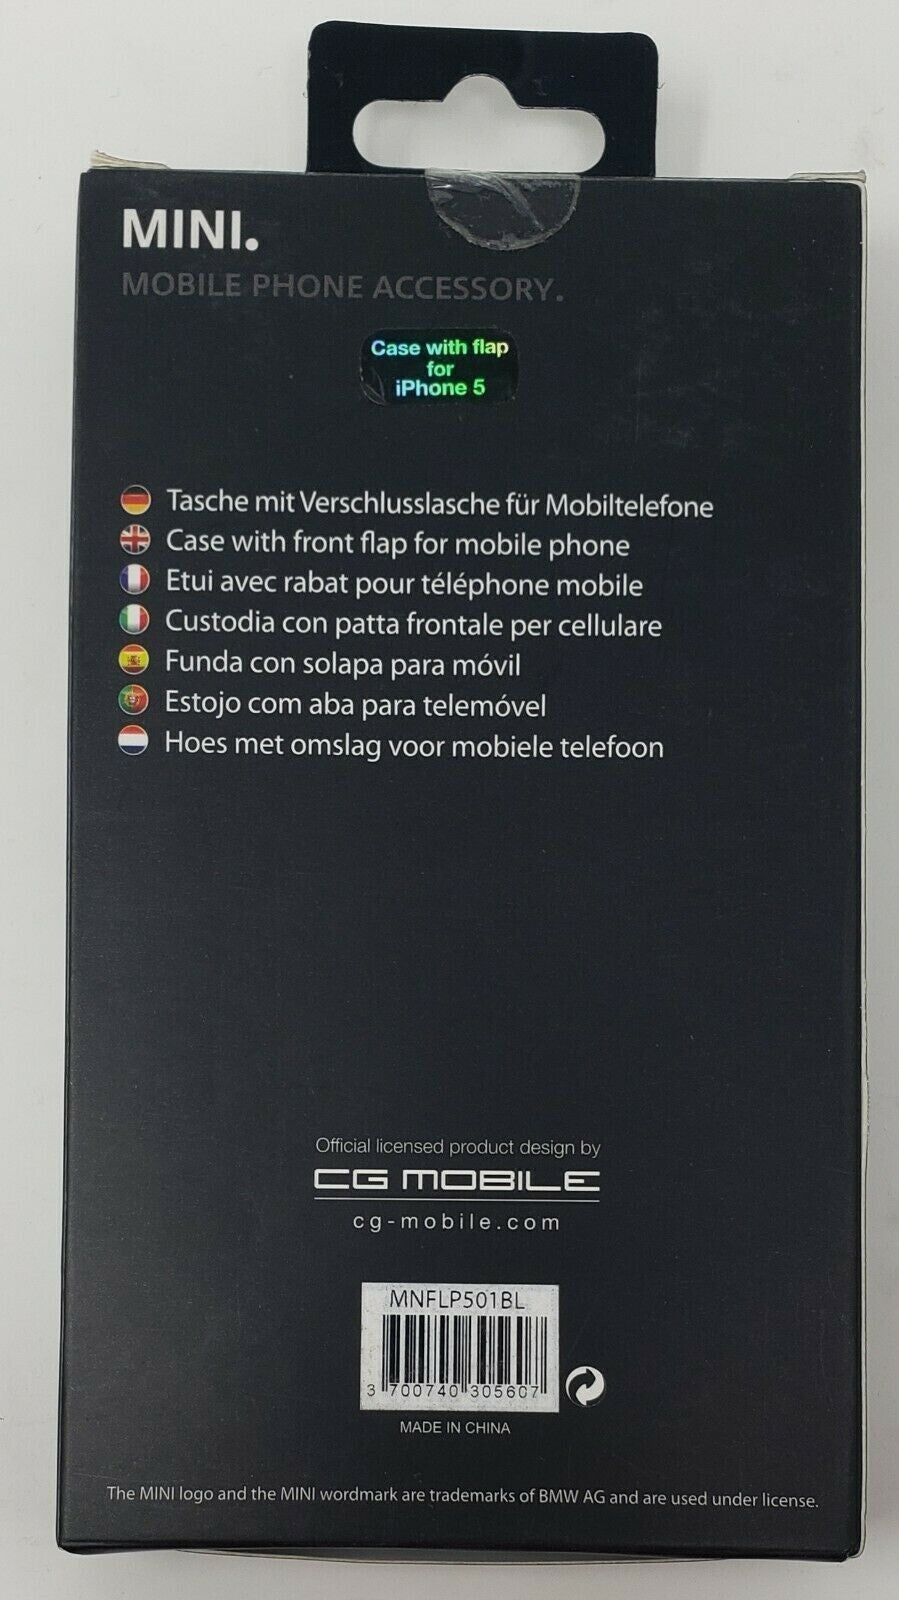 MINI.
MOBILE PHONE ACCESSORY.
Case with flap
for
iPhone 5
Tasche mit Verschlusslasche für Mobiltelefone
Case with front flap for mobile phone
Etui avec rabat pour téléphone mobile
Custodia con patta frontale per cellulare
Funda con solapa para móvil
Estojo com aba para telemóvel
Hoes met omslag voor mobiele telefoon
Official licensed product design by
CG MOBILE
cg-mobile.com
MNFLP501BL
3 700740 305607
MADE IN CHINA
The MINI logo and the MINI wordmark are trademarks of BMW AG and are used under license.